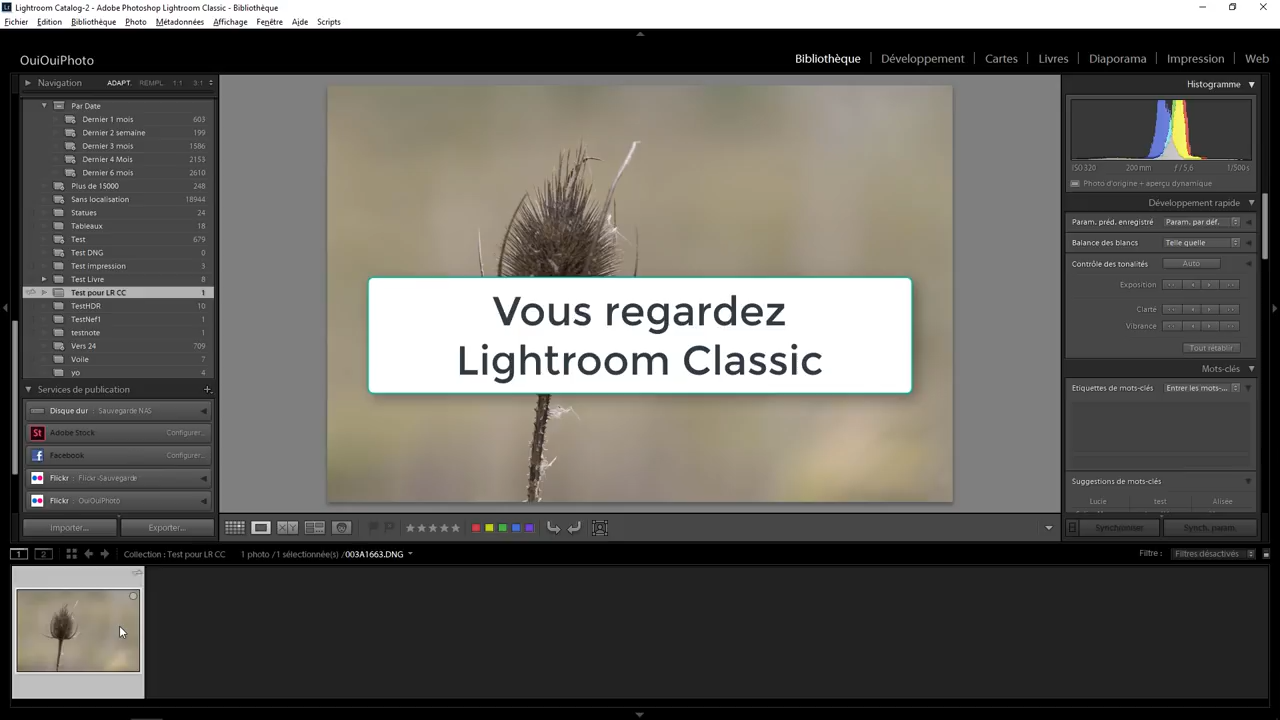 Lightroom Catalog-2 - Adobe Photoshop Lightroom Classic - Bibliothèque
Fichier Edition Bibliothèque Photo Métadonnées Affichage Fenêtre Aide Scripts
OuiOuiPhoto
Bibliothèque Développement Cartes Livres Diaporama Impression Web
Navigation ADAPT. REMPL. 1:1 3:1
Par Date
Dernier 1 mois 603
Dernier 2 semaine 199
Dernier 3 mois 1586
Dernier 4 Mois 2153
Dernier 6 mois 2610
Plus de 15000 248
Sans localisation 18944
Statues 24
Tableaux 18
Test 679
Test DNG 0
Test impression 3
Test Livre 8
Test pour LR CC 1
TestHDR 10
TestNef1 1
testnote 1
Vers 24 709
Voile 7
yo 4
Services de publication +
Disque dur : Sauvegarde NAS
St Adobe Stock Configurer...
Facebook Configurer...
Flickr : Flickr-Sauvegarde
Flickr : OuiOuiPhoto
Importer... Exporter...
Vous regardez
Lightroom Classic
Histogramme
ISO 320 200 mm ƒ / 5,6 1/500 s
Photo d'origine + aperçu dynamique
Développement rapide
Param. préd. enregistré Param. par déf.
Balance des blancs Telle quelle
Contrôle des tonalités Auto
Exposition
Clarté
Vibrance
Tout rétablir
Mots-clés
Etiquettes de mots-clés Entrer les mots-...
Suggestions de mots-clés
Lucie test Alisée
Synchroniser Synch. param.
1 2 Collection : Test pour LR CC 1 photo /1 sélectionnée(s) /003A1663.DNG Filtre : Filtres désactivés